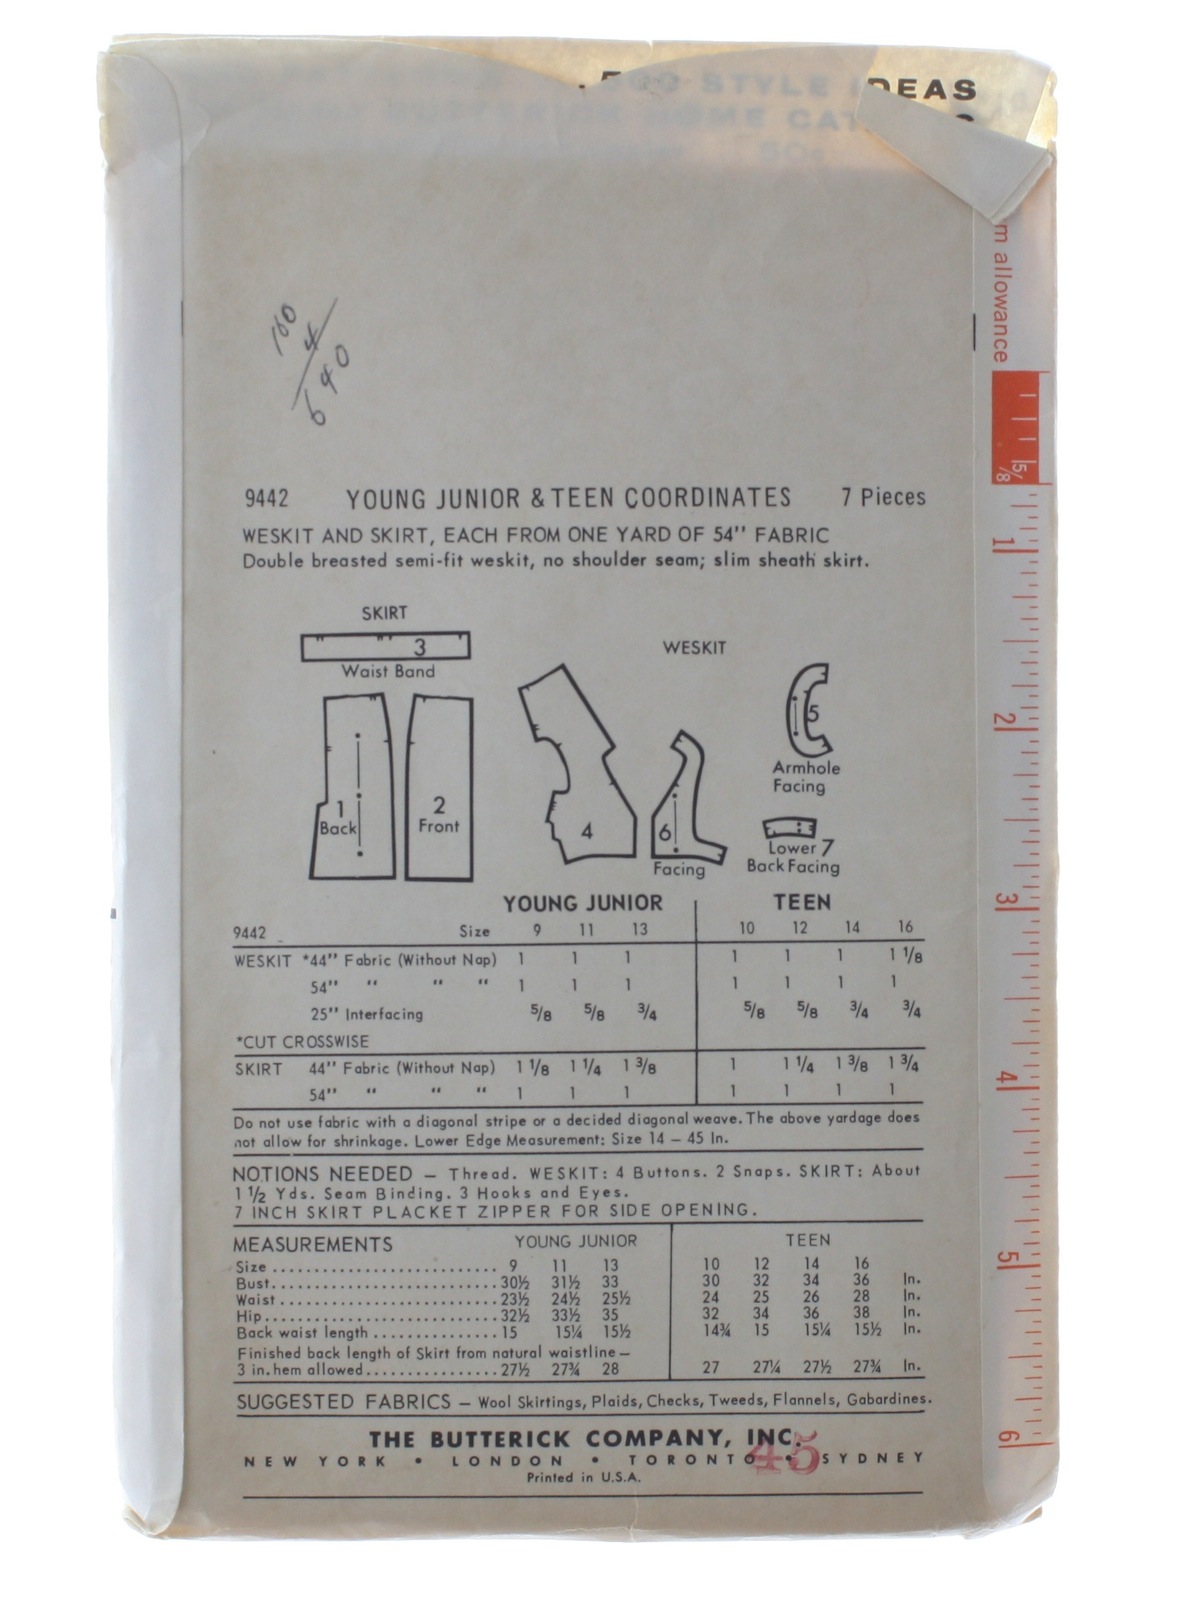 500 STYLE IDEAS
BUTTERICK HOME CAT
50c
m allowance
160
4
640
5/8
1
2
3
4
5
6
9442 YOUNG JUNIOR & TEEN COORDINATES 7 Pieces
WESKIT AND SKIRT, EACH FROM ONE YARD OF 54" FABRIC
Double breasted semi-fit weskit, no shoulder seam; slim sheath skirt.
SKIRT
3
Waist Band
WESKIT
1
Back
2
Front
4
6
Facing
5
Armhole
Facing
Lower 7
Back Facing
YOUNG JUNIOR TEEN
9442 Size 9 11 13 10 12 14 16
WESKIT *44" Fabric (Without Nap) 1 1 1 1 1 1 1 1/8
54" " " " 1 1 1 1 1 1 1
25" Interfacing 5/8 5/8 3/4 5/8 5/8 3/4 3/4
*CUT CROSSWISE
SKIRT 44" Fabric (Without Nap) 1 1/8 1 1/4 1 3/8 1 1 1/4 1 3/8 1 3/4
54" " " " 1 1 1 1 1 1 1
Do not use fabric with a diagonal stripe or a decided diagonal weave. The above yardage does
not allow for shrinkage. Lower Edge Measurement: Size 14 – 45 In.
NOTIONS NEEDED – Thread. WESKIT: 4 Buttons. 2 Snaps. SKIRT: About
1 1/2 Yds. Seam Binding. 3 Hooks and Eyes.
7 INCH SKIRT PLACKET ZIPPER FOR SIDE OPENING.
MEASUREMENTS YOUNG JUNIOR TEEN
Size .......................... 9 11 13 10 12 14 16
Bust.......................... 30½ 31½ 33 30 32 34 36 In.
Waist ......................... 23½ 24½ 25½ 24 25 26 28 In.
Hip........................... 32½ 33½ 35 32 34 36 38 In.
Back waist length .............. 15 15¼ 15½ 14¾ 15 15¼ 15½ In.
Finished back length of Skirt from natural waistline –
3 in. hem allowed............... 27½ 27¾ 28 27 27¼ 27½ 27¾ In.
SUGGESTED FABRICS – Wool Skirtings, Plaids, Checks, Tweeds, Flannels, Gabardines.
THE BUTTERICK COMPANY, INC.
NEW YORK • LONDON • TORONTO • SYDNEY
45
Printed in U.S.A.